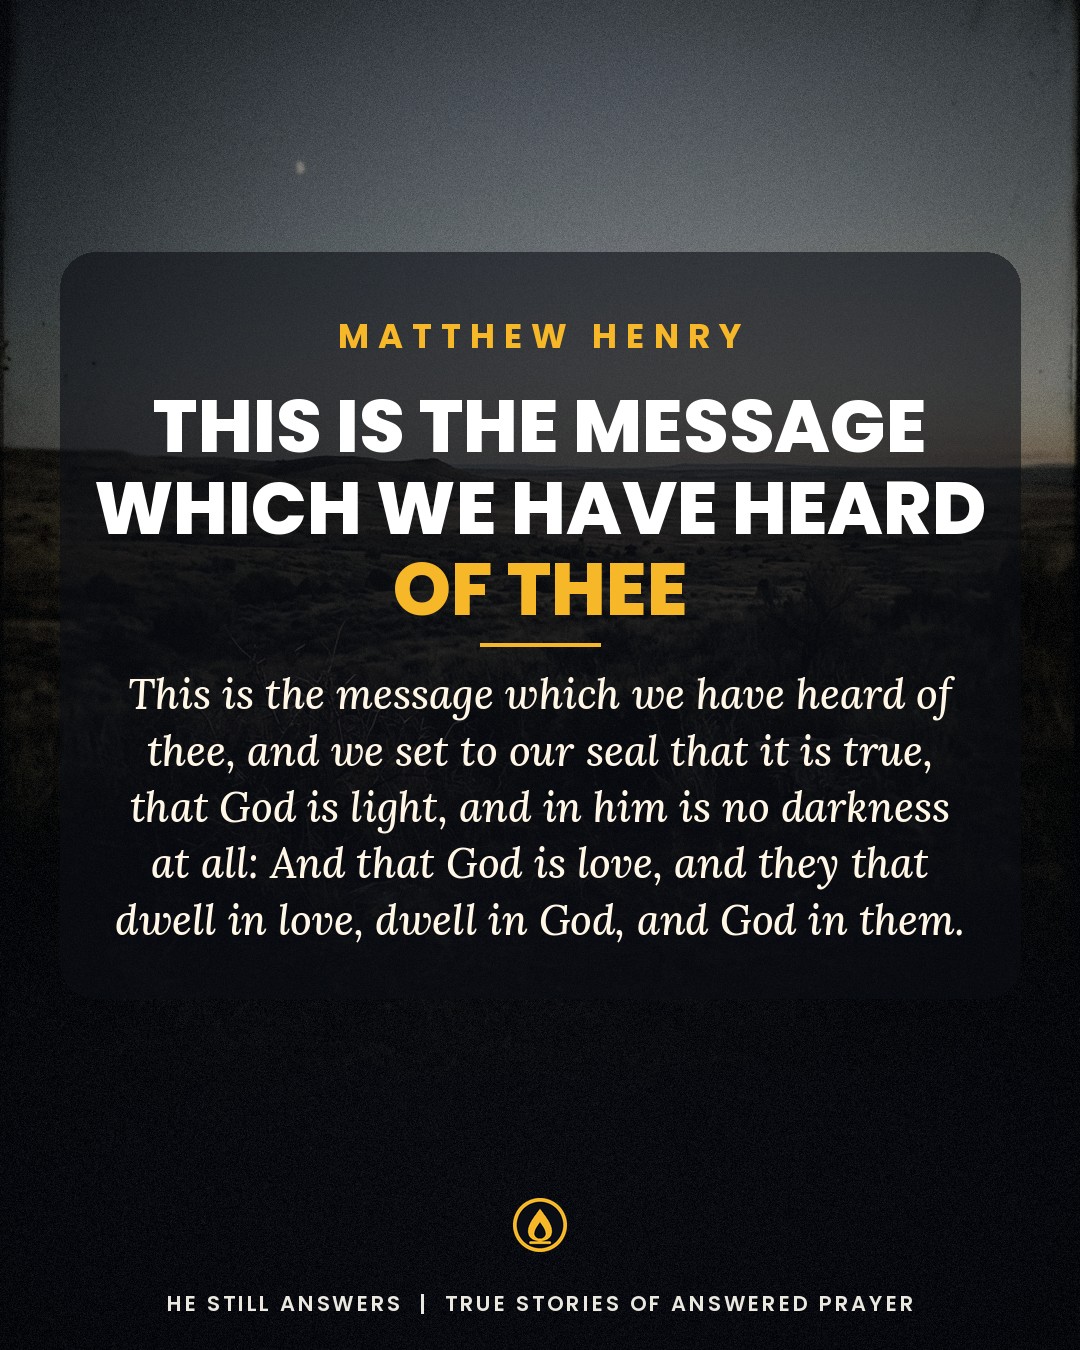 MATTHEW HENRY
THIS IS THE MESSAGE
WHICH WE HAVE HEARD
OF THEE
This is the message which we have heard of
thee, and we set to our seal that it is true,
that God is light, and in him is no darkness
at all: And that God is love, and they that
dwell in love, dwell in God, and God in them.
HE STILL ANSWERS | TRUE STORIES OF ANSWERED PRAYER